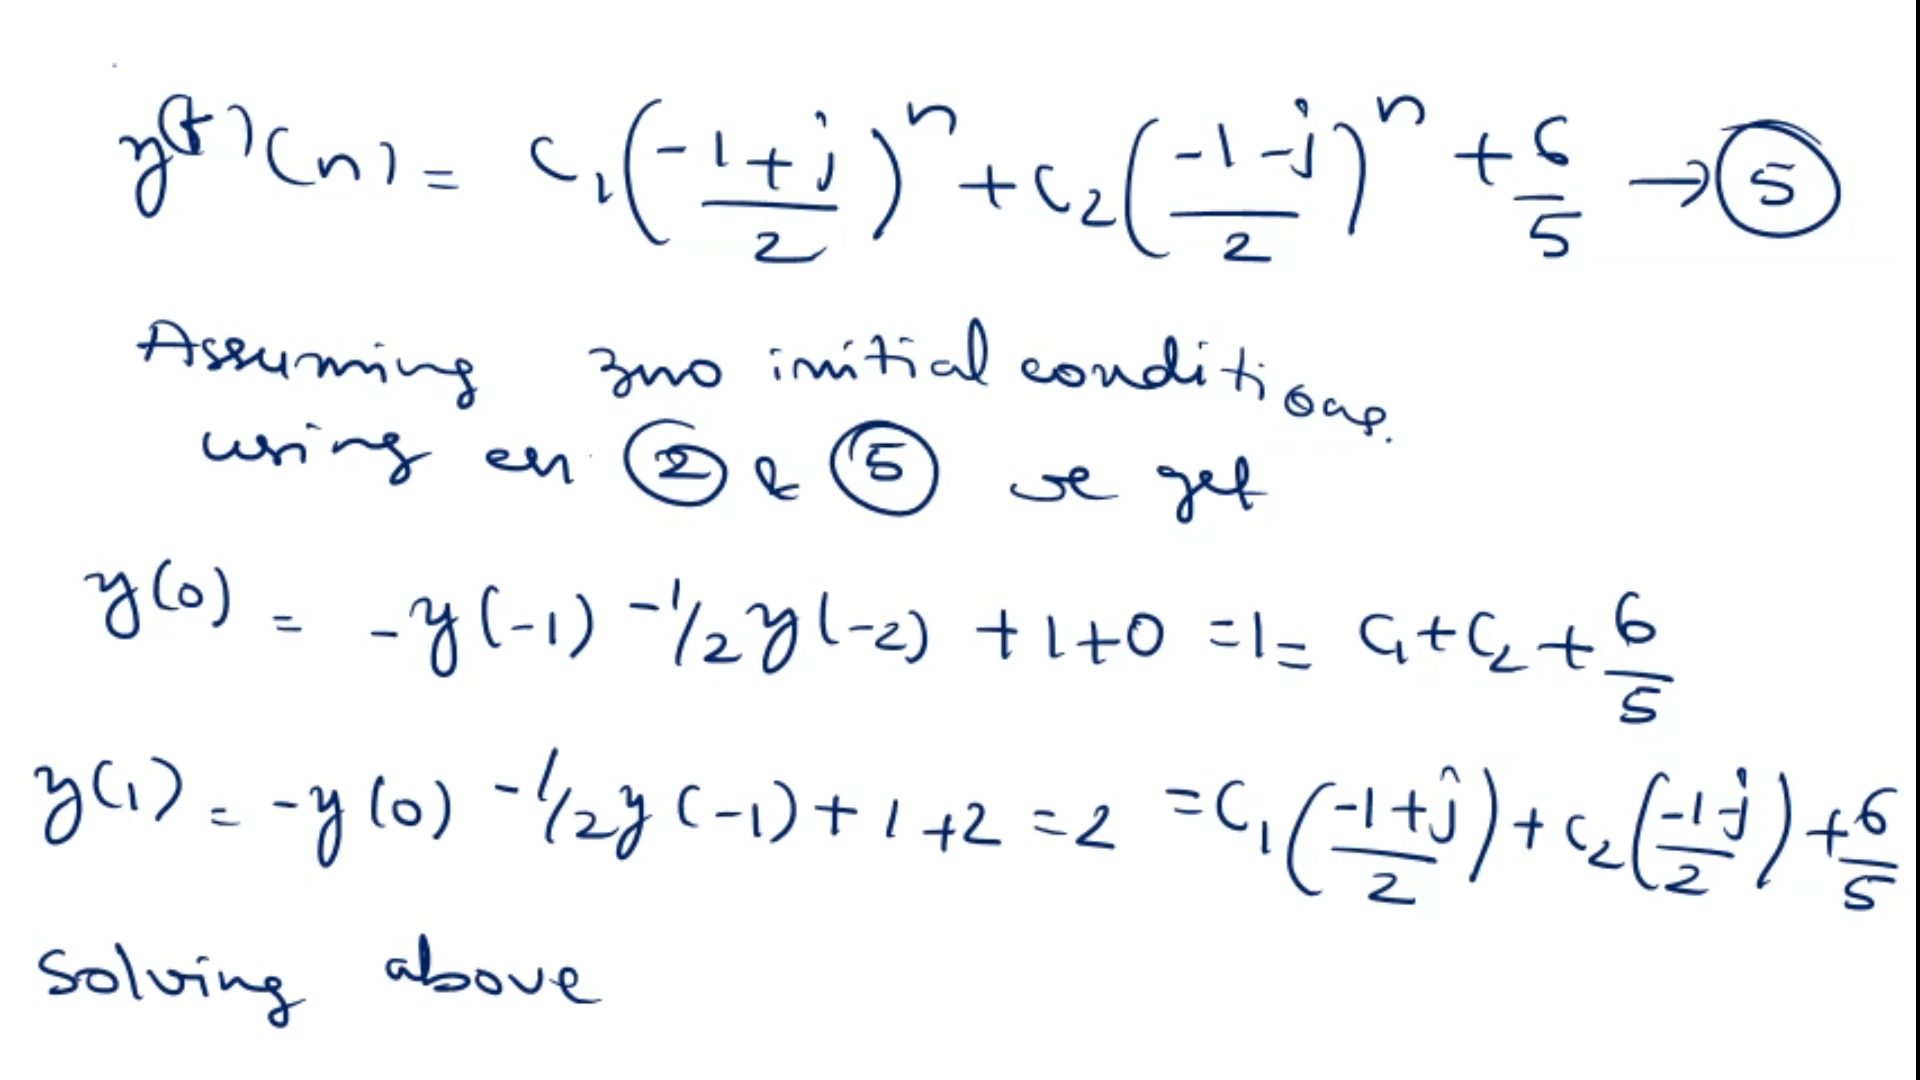 y^(f)(n) = c₁((-1+j)/2)^n + c₂((-1-j)/2)^n + 6/5 → ⑤
Assuming zero initial conditions.
using en ② & ⑤ we get
y(0) = -y(-1) -1/2 y(-2) +1+0 =1= c₁+c₂+6/5
y(1) = -y(0) -1/2 y(-1)+1+2 =2 =c₁((-1+j)/2)+c₂((-1-j)/2)+6/5
Solving above